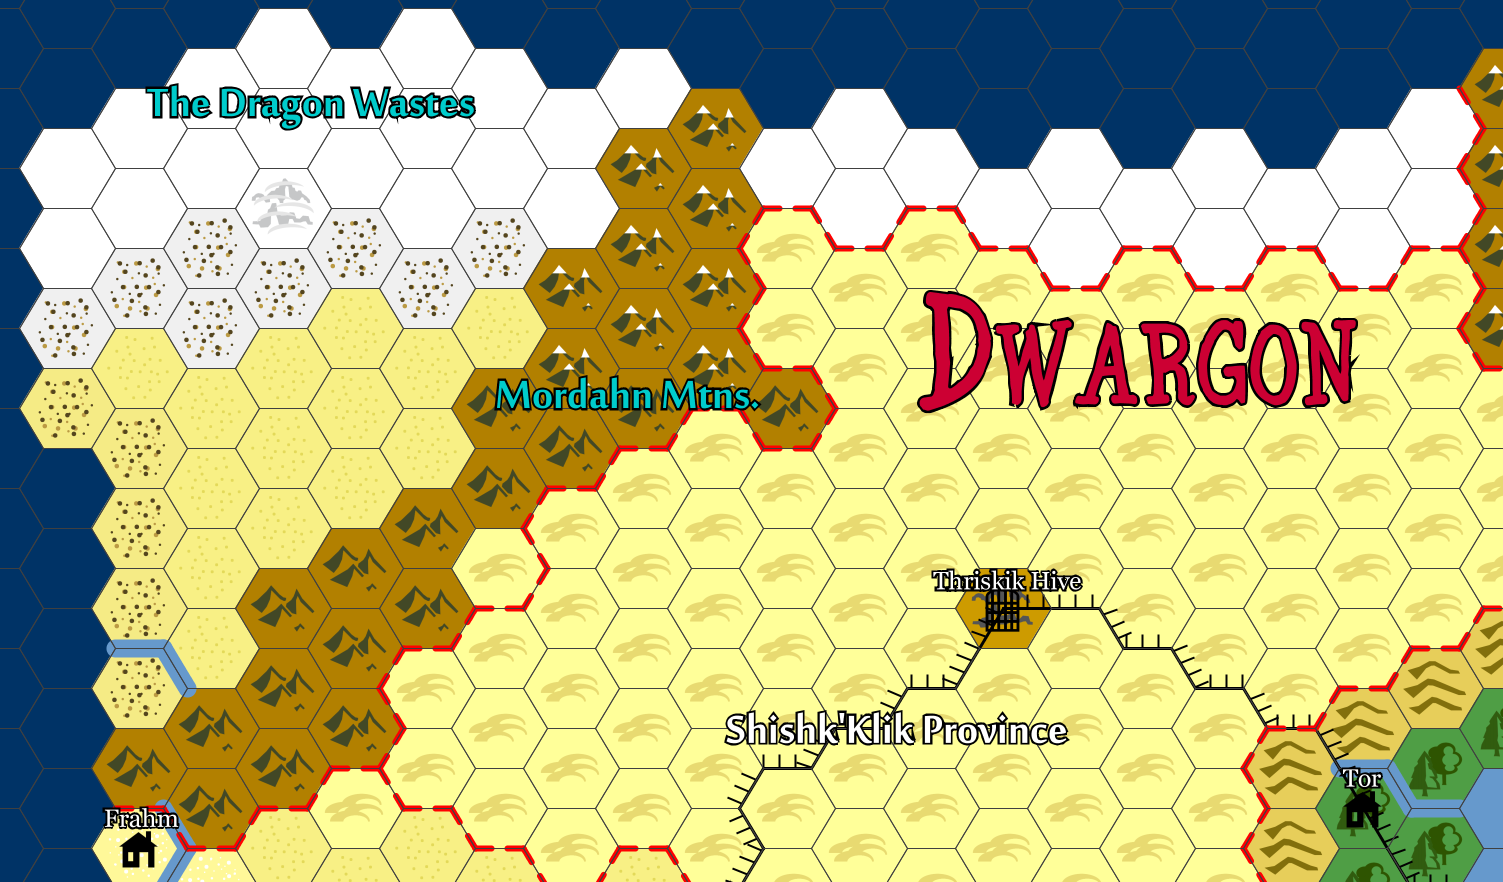 The Dragon Wastes
Mordahn Mtns.
DWARGON
Thriskik Hive
Shishk'Klik Province
Tor
Frahm